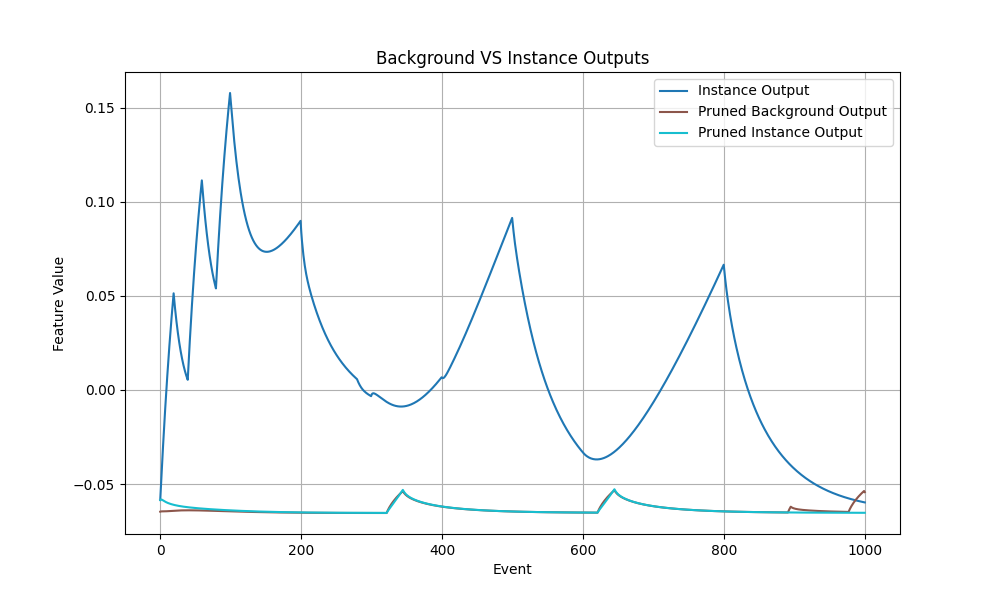 Background VS Instance Outputs
Instance Output
Pruned Background Output
Pruned Instance Output
Feature Value
0.15
0.10
0.05
0.00
−0.05
0
200
400
600
800
1000
Event